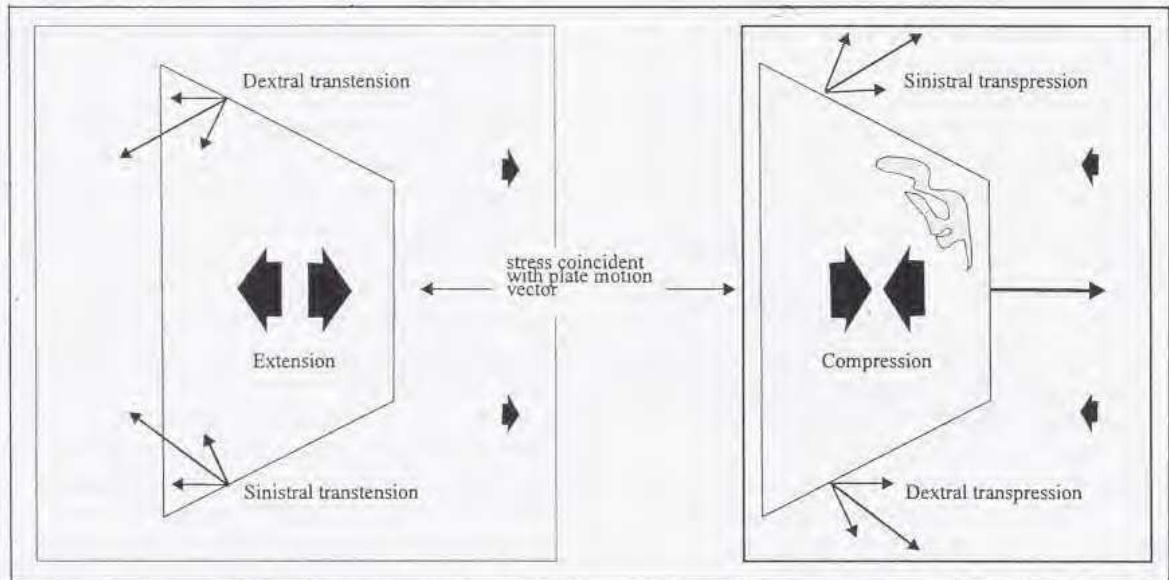 Dextral transtension
Extension
Sinistral transtension
stress coincident
with plate motion
vector
Sinistral transpression
Compression
Dextral transpression